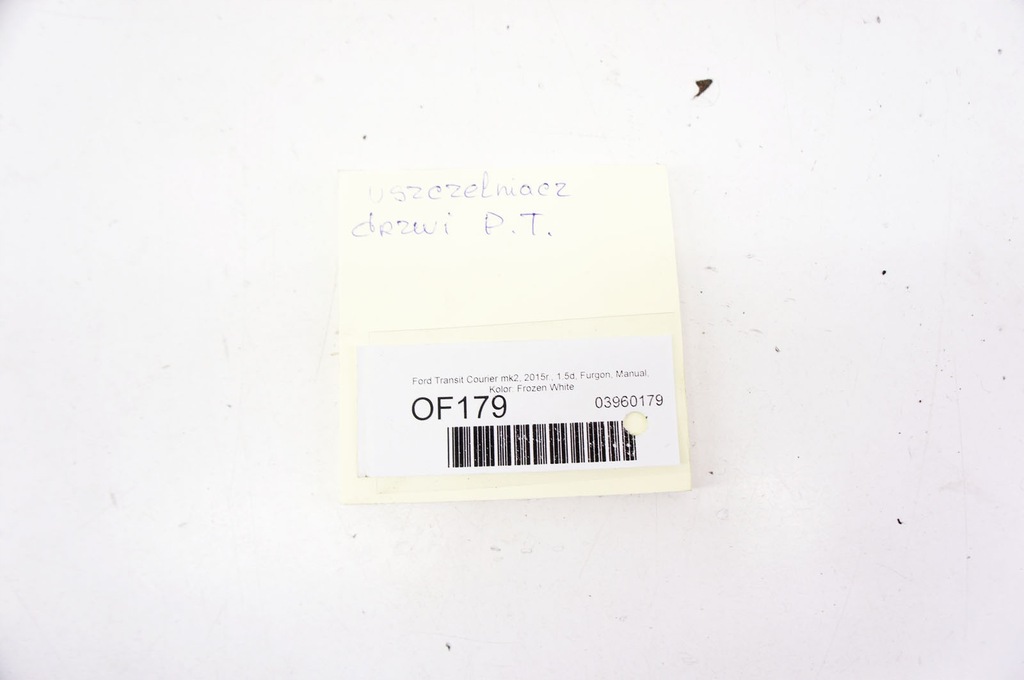 uszczelniacz
drzwi P.T.
Ford Transit Courier mk2, 2015r., 1.5d, Furgon, Manual,
Kolor: Frozen White
OF179
03960179